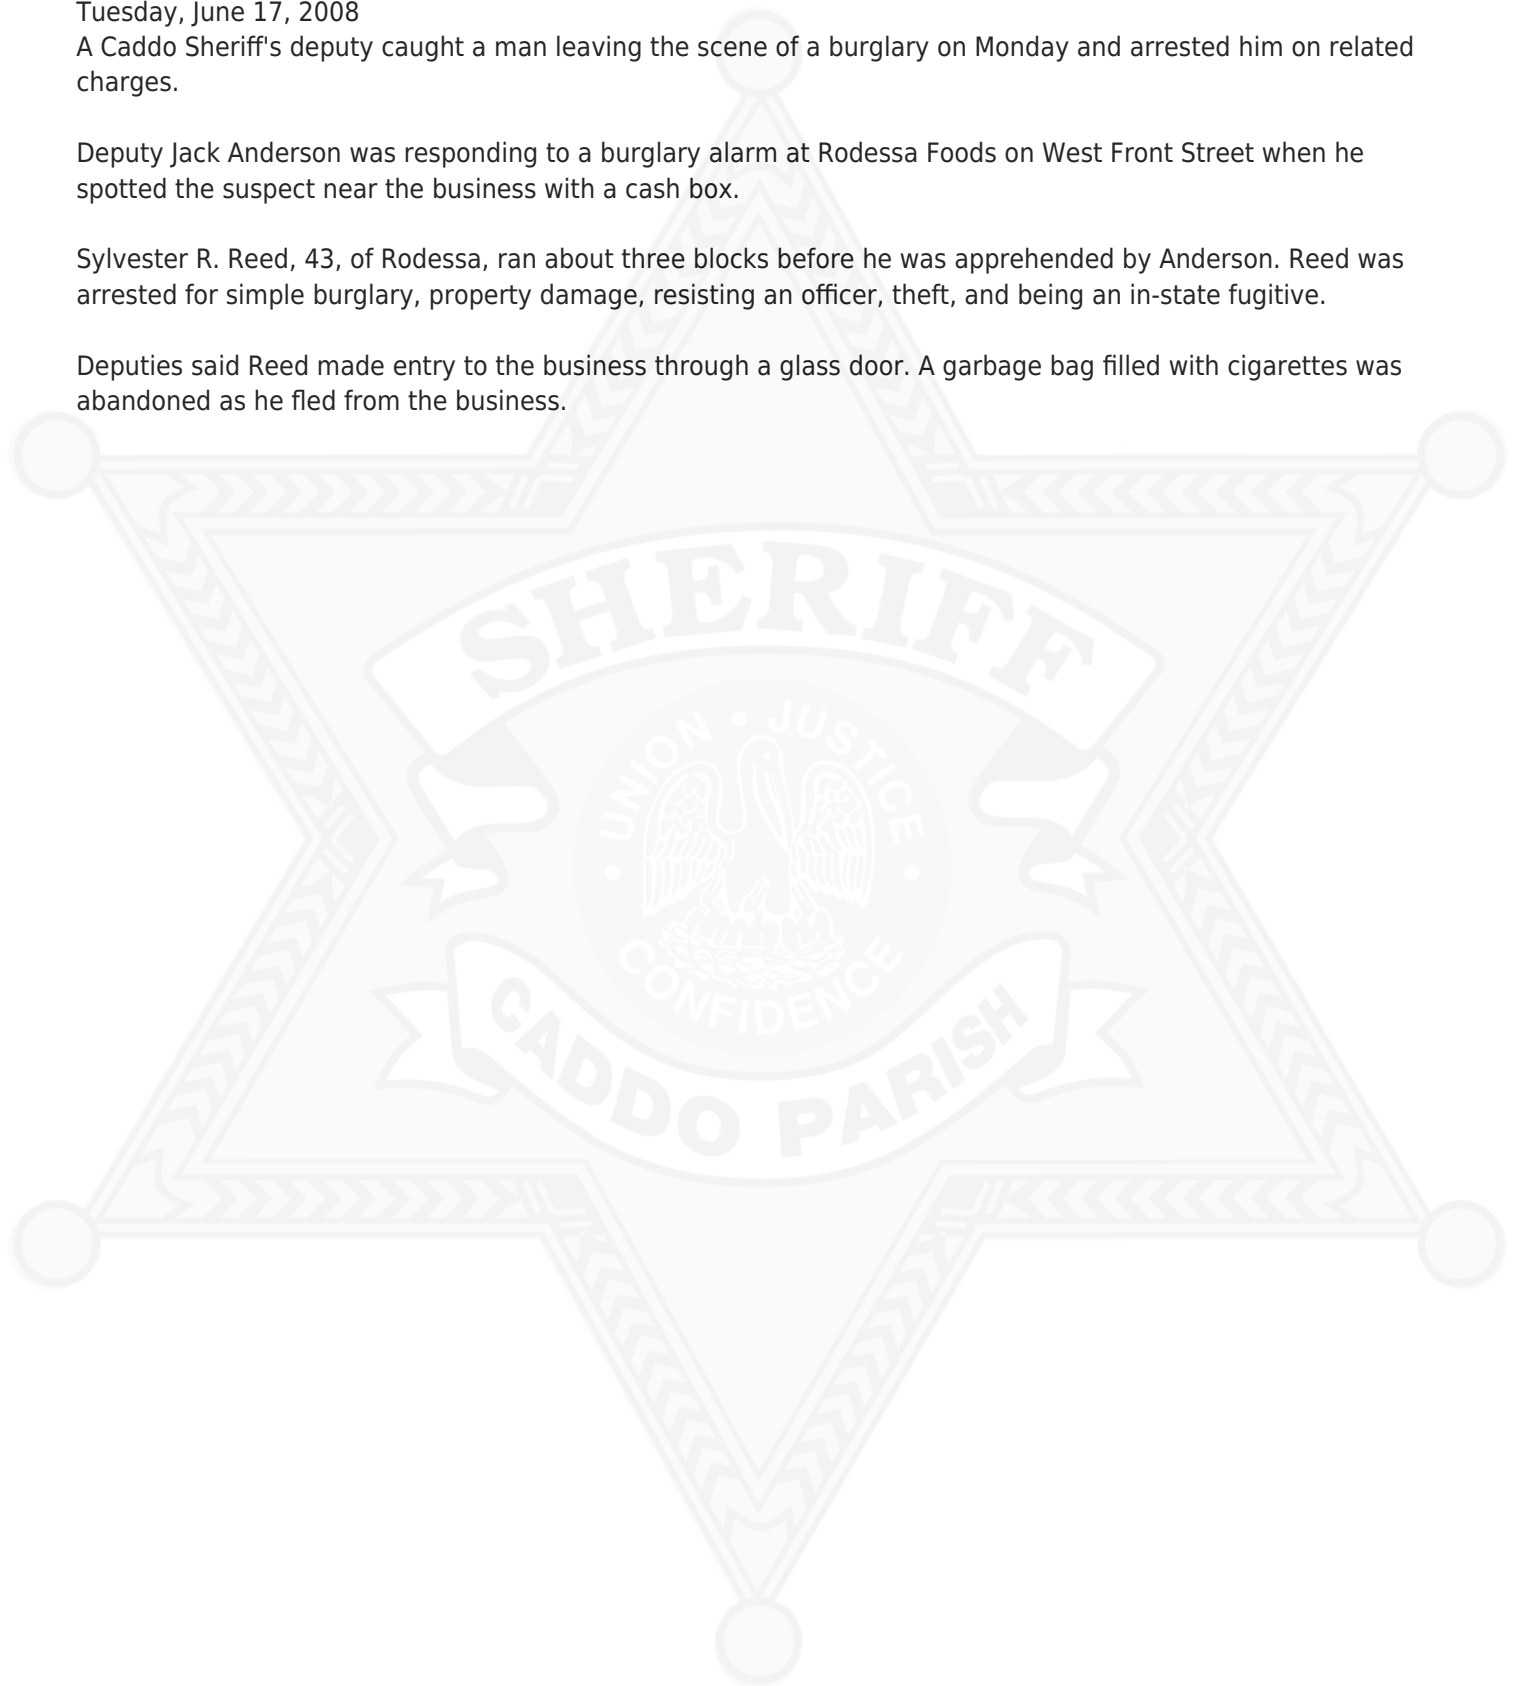 Tuesday, June 17, 2008
A Caddo Sheriff's deputy caught a man leaving the scene of a burglary on Monday and arrested him on related
charges.
Deputy Jack Anderson was responding to a burglary alarm at Rodessa Foods on West Front Street when he
spotted the suspect near the business with a cash box.
Sylvester R. Reed, 43, of Rodessa, ran about three blocks before he was apprehended by Anderson. Reed was
arrested for simple burglary, property damage, resisting an officer, theft, and being an in-state fugitive.
Deputies said Reed made entry to the business through a glass door. A garbage bag filled with cigarettes was
abandoned as he fled from the business.
SHERIFF
UNION • JUSTICE
• CONFIDENCE •
CADDO PARISH